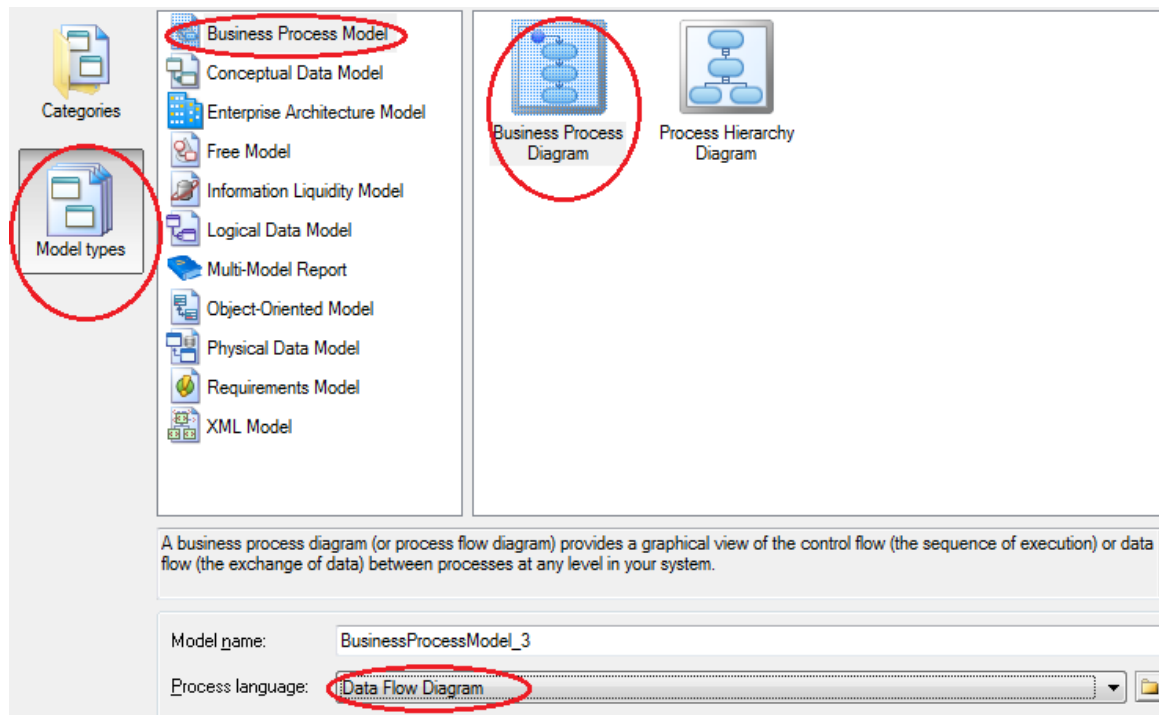 Categories
Model types
Business Process Model
Conceptual Data Model
Enterprise Architecture Model
Free Model
Information Liquidity Model
Logical Data Model
Multi-Model Report
Object-Oriented Model
Physical Data Model
Requirements Model
XML Model
Business Process
Diagram
Process Hierarchy
Diagram
A business process diagram (or process flow diagram) provides a graphical view of the control flow (the sequence of execution) or data
flow (the exchange of data) between processes at any level in your system.
Model name: BusinessProcessModel_3
Process language: Data Flow Diagram